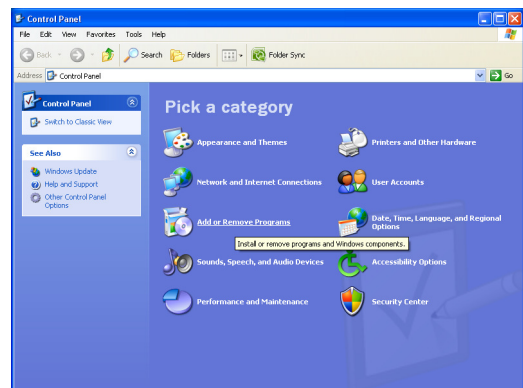 Control Panel
File Edit View Favorites Tools Help
Back Search Folders Folder Sync
Address Control Panel Go
Control Panel
Switch to Classic View
See Also
Windows Update
Help and Support
Other Control Panel
Options
Pick a category
Appearance and Themes
Printers and Other Hardware
Network and Internet Connections
User Accounts
Add or Remove Programs
Date, Time, Language, and Regional
Options
Install or remove programs and Windows components.
Sounds, Speech, and Audio Devices
Accessibility Options
Performance and Maintenance
Security Center